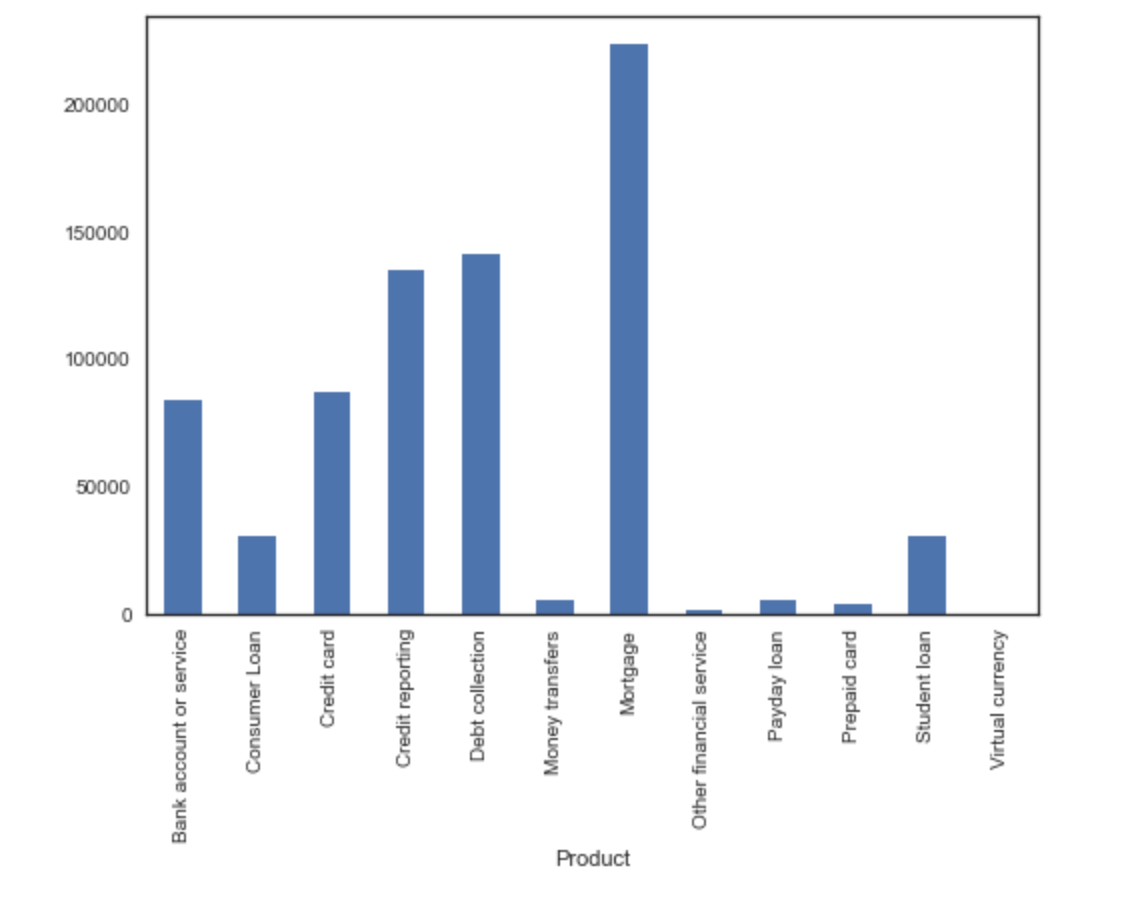 200000
150000
100000
50000
0
Bank account or service
Consumer Loan
Credit card
Credit reporting
Debt collection
Money transfers
Mortgage
Other financial service
Payday loan
Prepaid card
Student loan
Virtual currency
Product